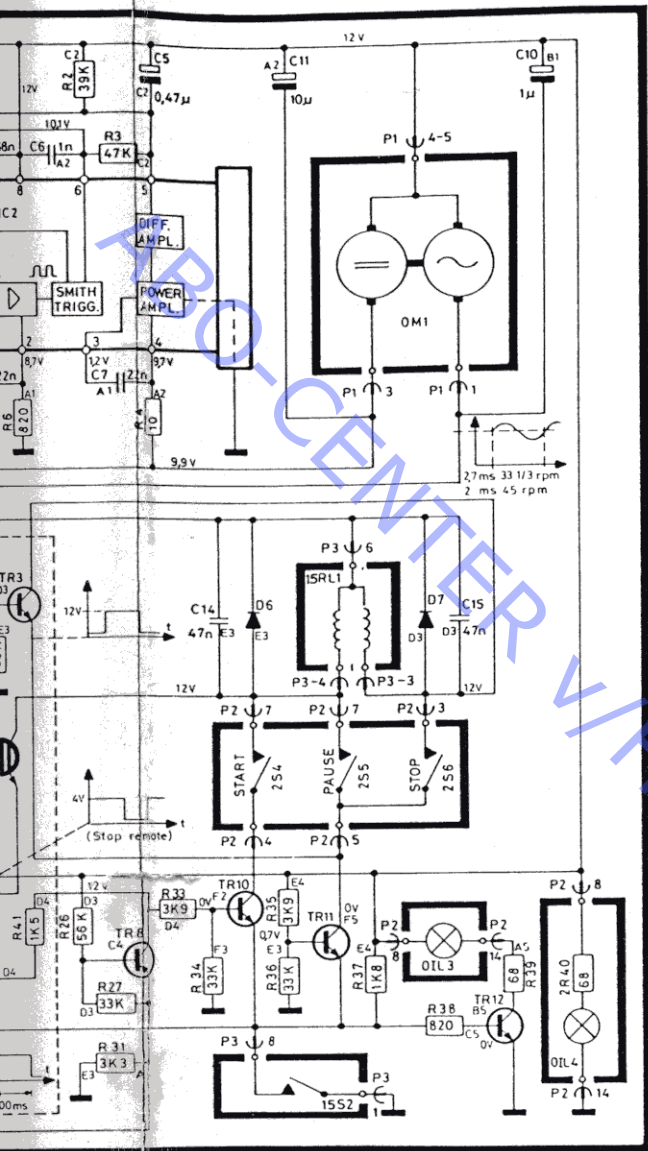 12 V
C2
R2
39K
C5
C2
0,47µ
A2
C11
10µ
C10
B1
1µ
12V
10,1V
68n
C6
1n
A2
R3
47K
C2
P1
4-5
8
6
5
IC2
DIFF.
AMPL.
SMITH
TRIGG.
POWER
AMPL.
OM1
2
3
4
8,7V
1,2V
9,7V
22n
C7
22n
A1
A2
P1
3
P1
1
A1
R6
820
10
9,9V
2,7ms 33 1/3 rpm
2 ms 45 rpm
TR3
D3
E3
12V
t
C14
47n
E3
D6
E3
P3
6
15RL1
D7
D3
C15
D3
47n
12V
P3-4
P3-3
12V
P2
7
P2
7
P2
3
START
2S4
PAUSE
2S5
STOP
2S6
4V
t
(Stop remote)
P2
4
P2
5
12V
P2
8
D4
R41
1K5
D4
R26
D3
56K
TR8
C4
R33
3K9
D4
0V
F2
TR10
E4
R35
3K9
TR11
0V
F5
0,7V
E3
R36
33K
F3
R34
33K
E4
R37
1K8
P2
8
P2
14
OIL3
A5
68
R39
2R40
68
R27
33K
D3
R38
820
C5
TR12
B5
0V
R31
3K3
E3
P3
8
15S2
P3
1
OIL4
P2
14
t
00ms
ABO-CENTER v/H